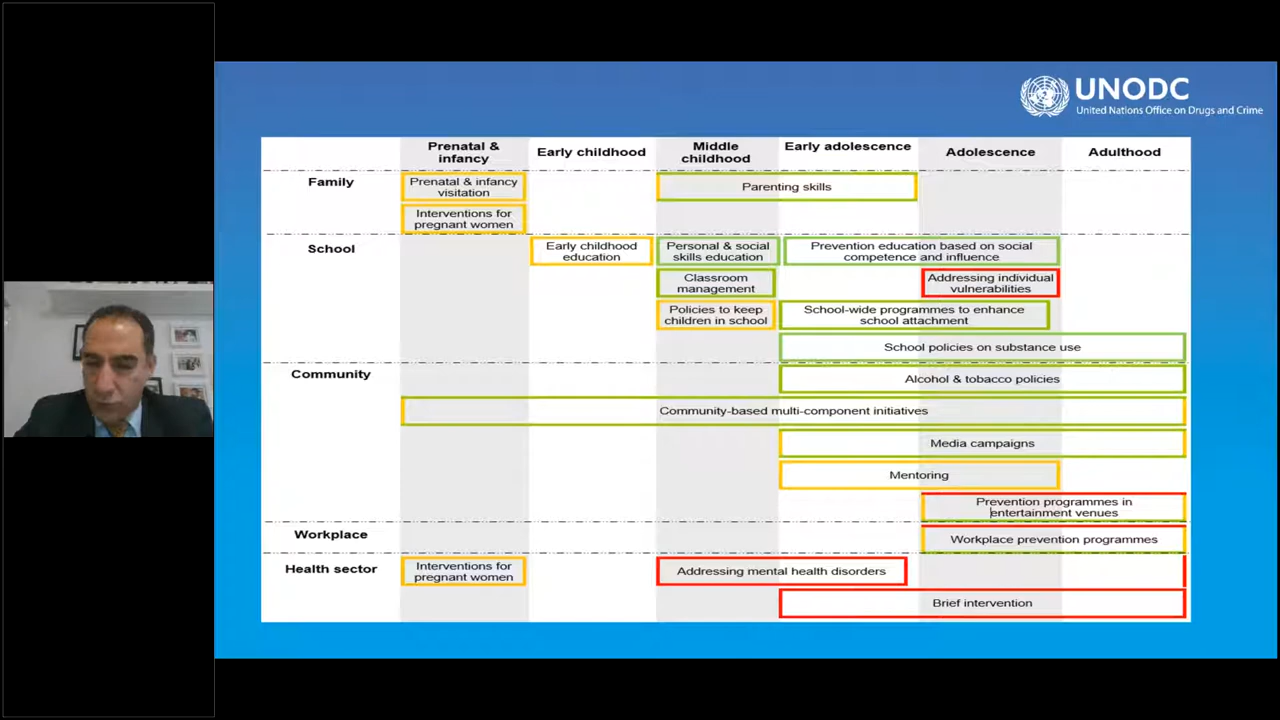 UNODC
United Nations Office on Drugs and Crime
Prenatal &
infancy
Early childhood
Middle
childhood
Early adolescence
Adolescence
Adulthood
Family
Prenatal & infancy
visitation
Parenting skills
Interventions for
pregnant women
School
Early childhood
education
Personal & social
skills education
Prevention education based on social
competence and influence
Classroom
management
Addressing individual
vulnerabilities
Policies to keep
children in school
School-wide programmes to enhance
school attachment
School policies on substance use
Community
Alcohol & tobacco policies
Community-based multi-component initiatives
Media campaigns
Mentoring
Prevention programmes in
entertainment venues
Workplace
Workplace prevention programmes
Health sector
Interventions for
pregnant women
Addressing mental health disorders
Brief intervention